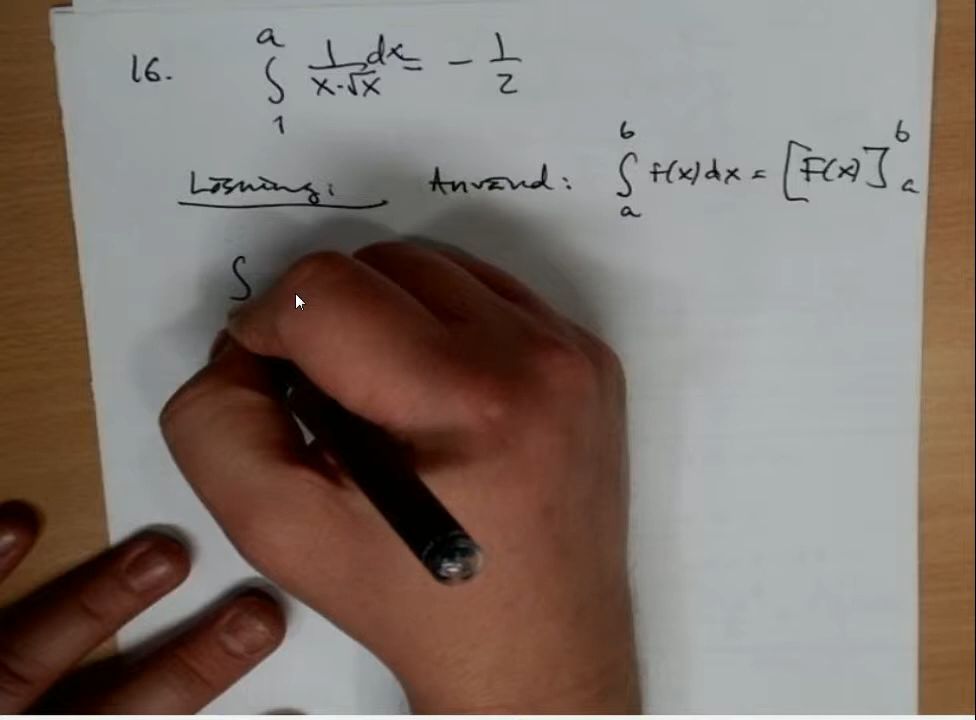 16. ∫₁ᵃ 1/(x·√x) dx = - 1/2
Lösning: Använd: ∫ₐᵇ f(x)dx = [F(x)]ₐᵇ
∫